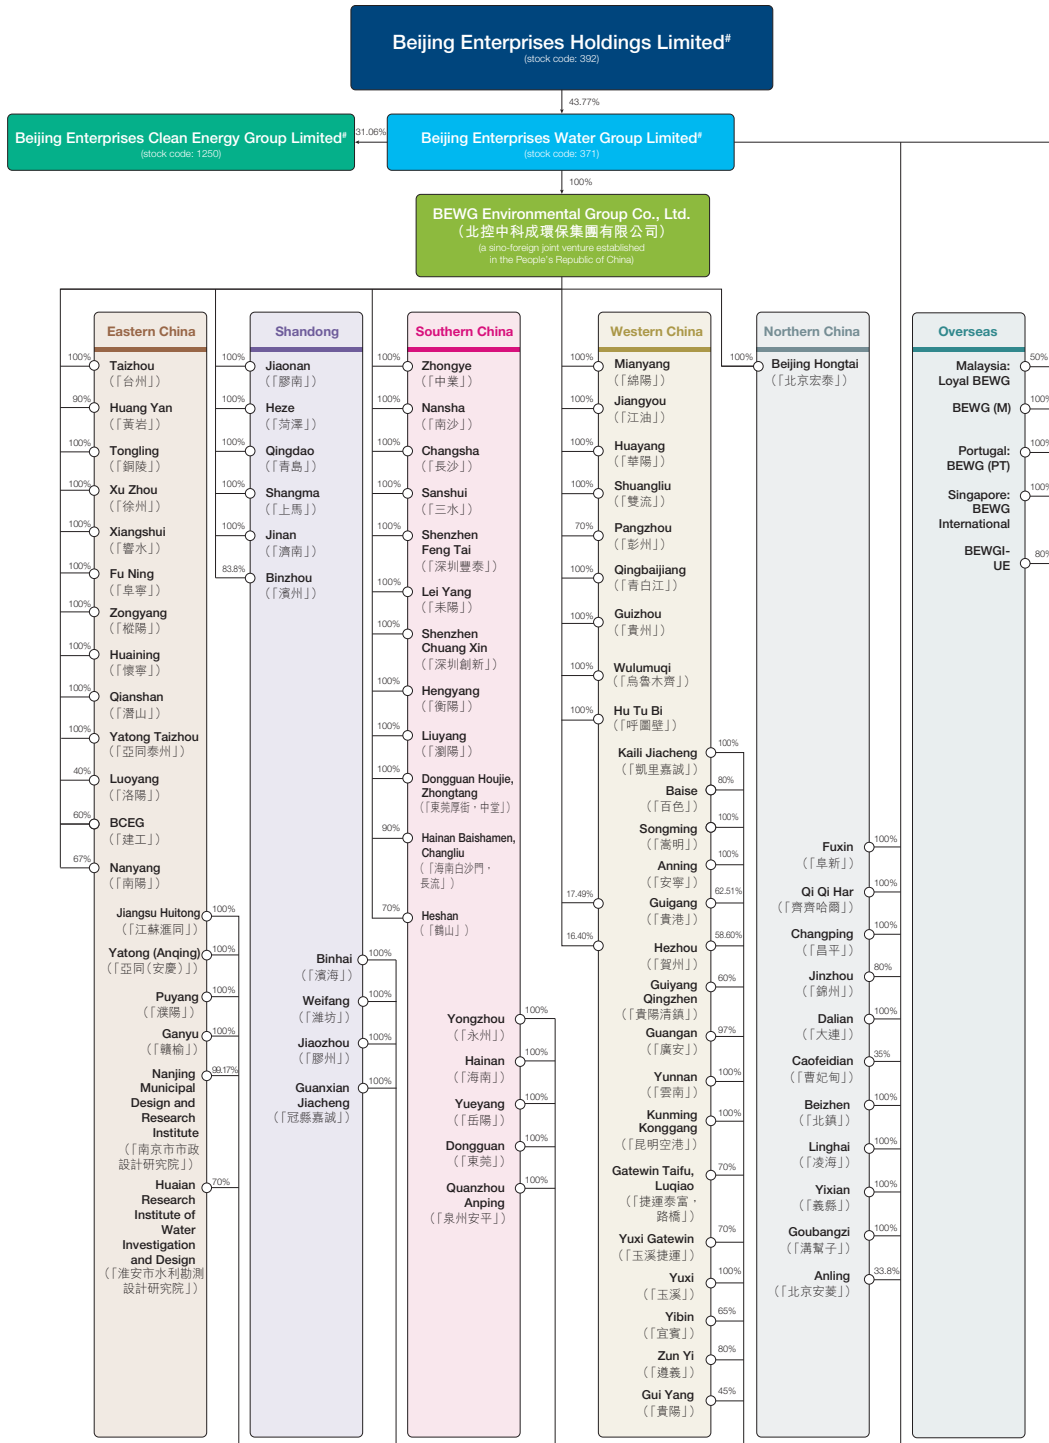 Beijing Enterprises Holdings Limited#
(stock code: 392)
43.77%
Beijing Enterprises Clean Energy Group Limited#
(stock code: 1250)
31.06%
Beijing Enterprises Water Group Limited#
(stock code: 371)
100%
BEWG Environmental Group Co., Ltd.
（北控中科成環保集團有限公司）
(a sino-foreign joint venture established
in the People's Republic of China)
Eastern China
100%
Taizhou
（「台州」）
90%
Huang Yan
（「黃岩」）
100%
Tongling
（「銅陵」）
100%
Xu Zhou
（「徐州」）
100%
Xiangshui
（「響水」）
100%
Fu Ning
（「阜寧」）
100%
Zongyang
（「樅陽」）
100%
Huaining
（「懷寧」）
100%
Qianshan
（「潛山」）
100%
Yatong Taizhou
（「亞同泰州」）
40%
Luoyang
（「洛陽」）
60%
BCEG
（「建工」）
67%
Nanyang
（「南陽」）
Jiangsu Huitong
100%
（「江蘇滙同」）
Yatong (Anqing)
100%
（「亞同(安慶)」）
Puyang
100%
（「濮陽」）
Ganyu
100%
（「贛榆」）
Nanjing
99.17%
Municipal
Design and
Research
Institute
（「南京市市政
設計研究院」）
Huaian
70%
Research
Institute of
Water
Investigation
and Design
（「淮安市水利勘測
設計研究院」）
Shandong
100%
Jiaonan
（「膠南」）
100%
Heze
（「菏澤」）
100%
Qingdao
（「青島」）
100%
Shangma
（「上馬」）
100%
Jinan
（「濟南」）
83.8%
Binzhou
（「濱州」）
Binhai
100%
（「濱海」）
Weifang
100%
（「濰坊」）
Jiaozhou
100%
（「膠州」）
Guanxian
100%
Jiacheng
（「冠縣嘉誠」）
Southern China
100%
Zhongye
（「中業」）
100%
Nansha
（「南沙」）
100%
Changsha
（「長沙」）
100%
Sanshui
（「三水」）
100%
Shenzhen
Feng Tai
（「深圳豐泰」）
100%
Lei Yang
（「耒陽」）
100%
Shenzhen
Chuang Xin
（「深圳創新」）
100%
Hengyang
（「衡陽」）
100%
Liuyang
（「瀏陽」）
100%
Dongguan Houjie,
Zhongtang
（「東莞厚街・中堂」）
90%
Hainan Baishamen,
Changliu
（「海南白沙門・
長流」）
70%
Heshan
（「鶴山」）
Yongzhou
100%
（「永州」）
Hainan
100%
（「海南」）
Yueyang
100%
（「岳陽」）
Dongguan
100%
（「東莞」）
Quanzhou
100%
Anping
（「泉州安平」）
Western China
100%
Mianyang
（「綿陽」）
100%
Jiangyou
（「江油」）
100%
Huayang
（「華陽」）
100%
Shuangliu
（「雙流」）
70%
Pangzhou
（「彭州」）
100%
Qingbaijiang
（「青白江」）
100%
Guizhou
（「貴州」）
100%
Wulumuqi
（「烏魯木齊」）
100%
Hu Tu Bi
（「呼圖壁」）
Kaili Jiacheng
100%
（「凱里嘉誠」）
Baise
80%
（「百色」）
Songming
100%
（「嵩明」）
Anning
100%
（「安寧」）
17.49%
Guigang
62.51%
（「貴港」）
16.40%
Hezhou
58.60%
（「賀州」）
Guiyang
60%
Qingzhen
（「貴陽清鎮」）
Guangan
97%
（「廣安」）
Yunnan
100%
（「雲南」）
Kunming
100%
Konggang
（「昆明空港」）
Gatewin Taifu,
70%
Luqiao
（「捷運泰富・
路橋」）
Yuxi Gatewin
70%
（「玉溪捷運」）
Yuxi
100%
（「玉溪」）
Yibin
65%
（「宜賓」）
Zun Yi
80%
（「遵義」）
Gui Yang
45%
（「貴陽」）
Northern China
100%
Beijing Hongtai
（「北京宏泰」）
Fuxin
100%
（「阜新」）
Qi Qi Har
100%
（「齊齊哈爾」）
Changping
100%
（「昌平」）
Jinzhou
80%
（「錦州」）
Dalian
100%
（「大連」）
Caofeidian
35%
（「曹妃甸」）
Beizhen
100%
（「北鎮」）
Linghai
100%
（「凌海」）
Yixian
100%
（「義縣」）
Goubangzi
100%
（「溝幫子」）
Anling
33.8%
（「北京安菱」）
Overseas
Malaysia:
50%
Loyal BEWG
BEWG (M)
100%
Portugal:
100%
BEWG (PT)
Singapore:
100%
BEWG
International
BEWGI-
80%
UE